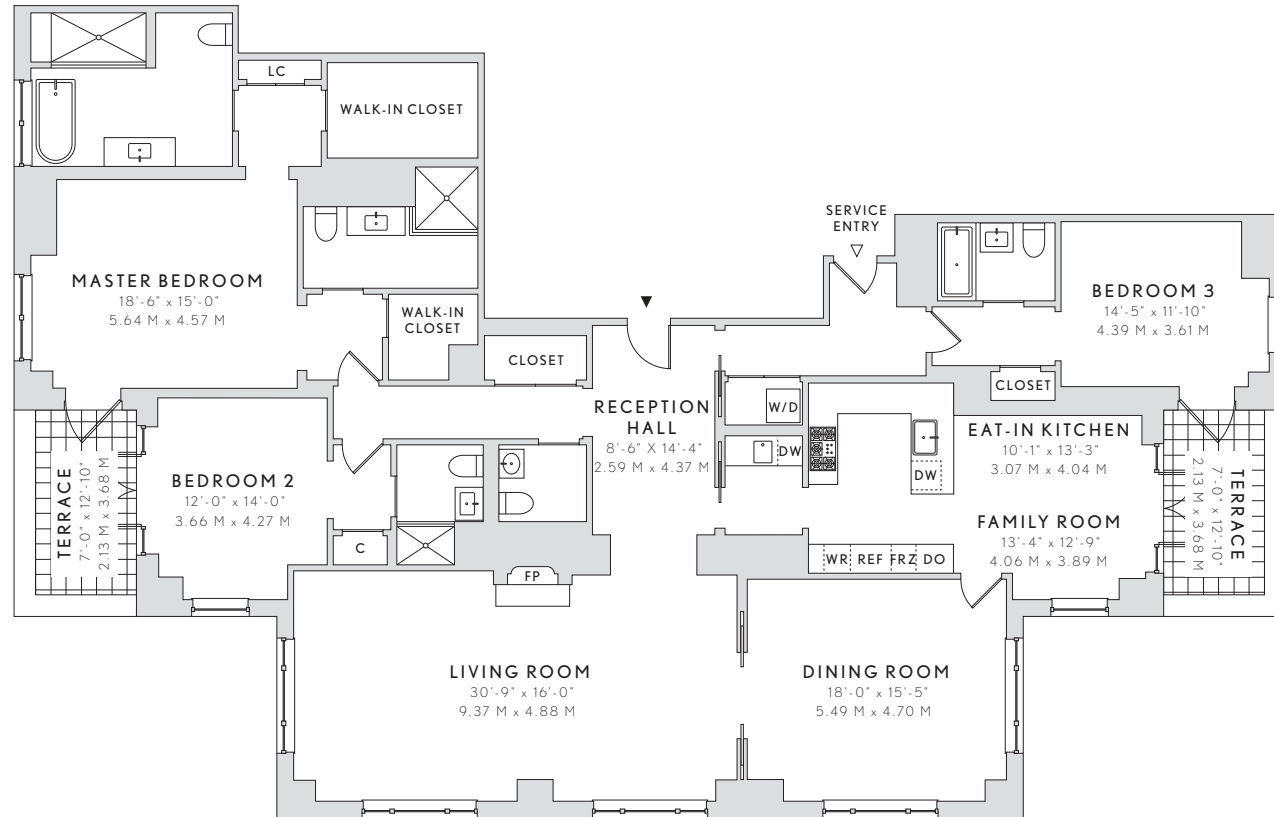 LC
WALK-IN CLOSET
MASTER BEDROOM
18'-6" x 15'-0"
5.64 M x 4.57 M
WALK-IN
CLOSET
CLOSET
SERVICE
ENTRY
BEDROOM 3
14'-5" x 11'-10"
4.39 M x 3.61 M
CLOSET
RECEPTION
HALL
8'-6" X 14'-4"
2.59 M x 4.37 M
W/D
DW
DW
EAT-IN KITCHEN
10'-1" x 13'-3"
3.07 M x 4.04 M
FAMILY ROOM
13'-4" x 12'-9"
4.06 M x 3.89 M
WR REF FRZ DO
TERRACE
7'-0" x 12'-10"
2.13 M x 3.68 M
TERRACE
7'-0" x 12'-10"
2.13 M x 3.68 M
BEDROOM 2
12'-0" x 14'-0"
3.66 M x 4.27 M
C
FP
LIVING ROOM
30'-9" x 16'-0"
9.37 M x 4.88 M
DINING ROOM
18'-0" x 15'-5"
5.49 M x 4.70 M